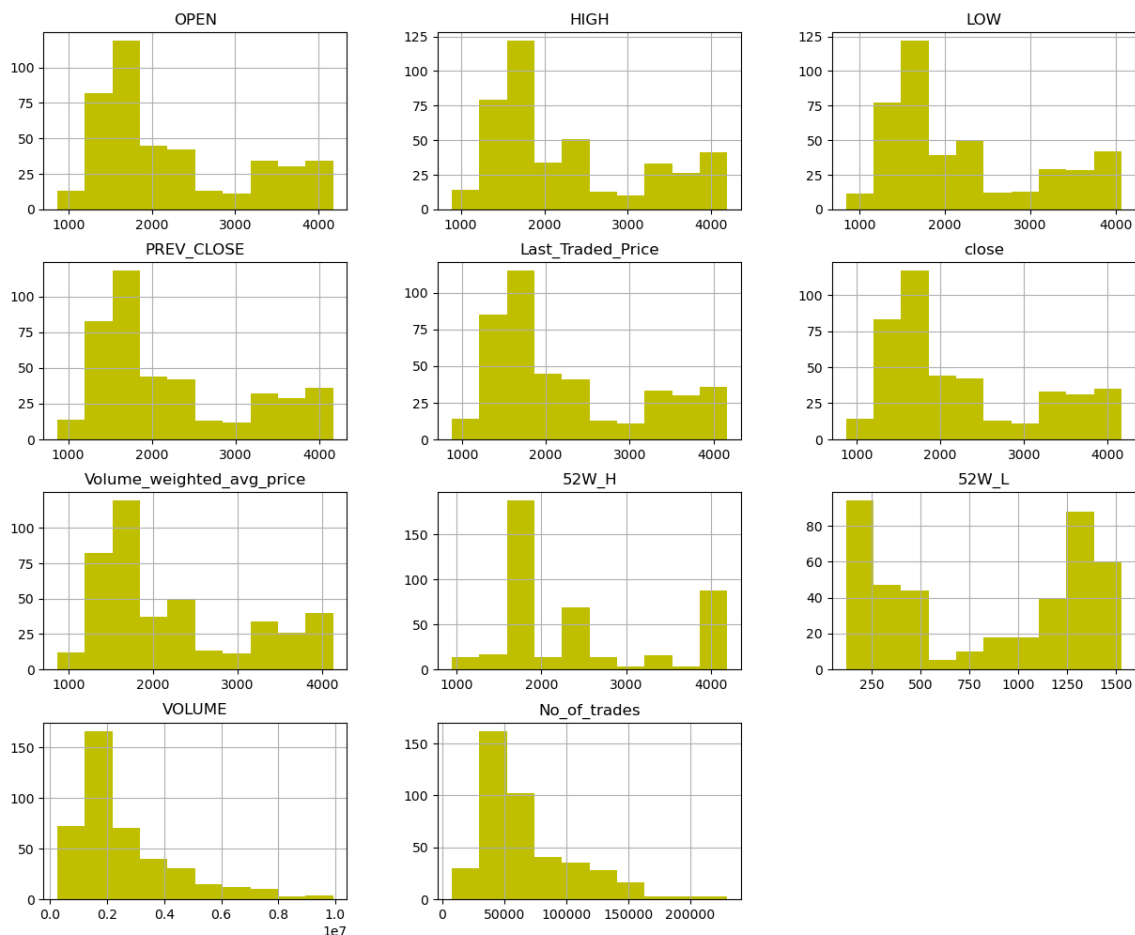 OPEN
HIGH
LOW
0 25 50 75 100
1000 2000 3000 4000
0 25 50 75 100 125
1000 2000 3000 4000
0 25 50 75 100 125
1000 2000 3000 4000
PREV_CLOSE
Last_Traded_Price
close
0 25 50 75 100
1000 2000 3000 4000
0 25 50 75 100
1000 2000 3000 4000
0 25 50 75 100
1000 2000 3000 4000
Volume_weighted_avg_price
52W_H
52W_L
0 25 50 75 100
1000 2000 3000 4000
0 50 100 150
1000 2000 3000 4000
0 20 40 60 80
250 500 750 1000 1250 1500
VOLUME
No_of_trades
0 50 100 150
0.0 0.2 0.4 0.6 0.8 1.0
1e7
0 50 100 150
0 50000 100000 150000 200000